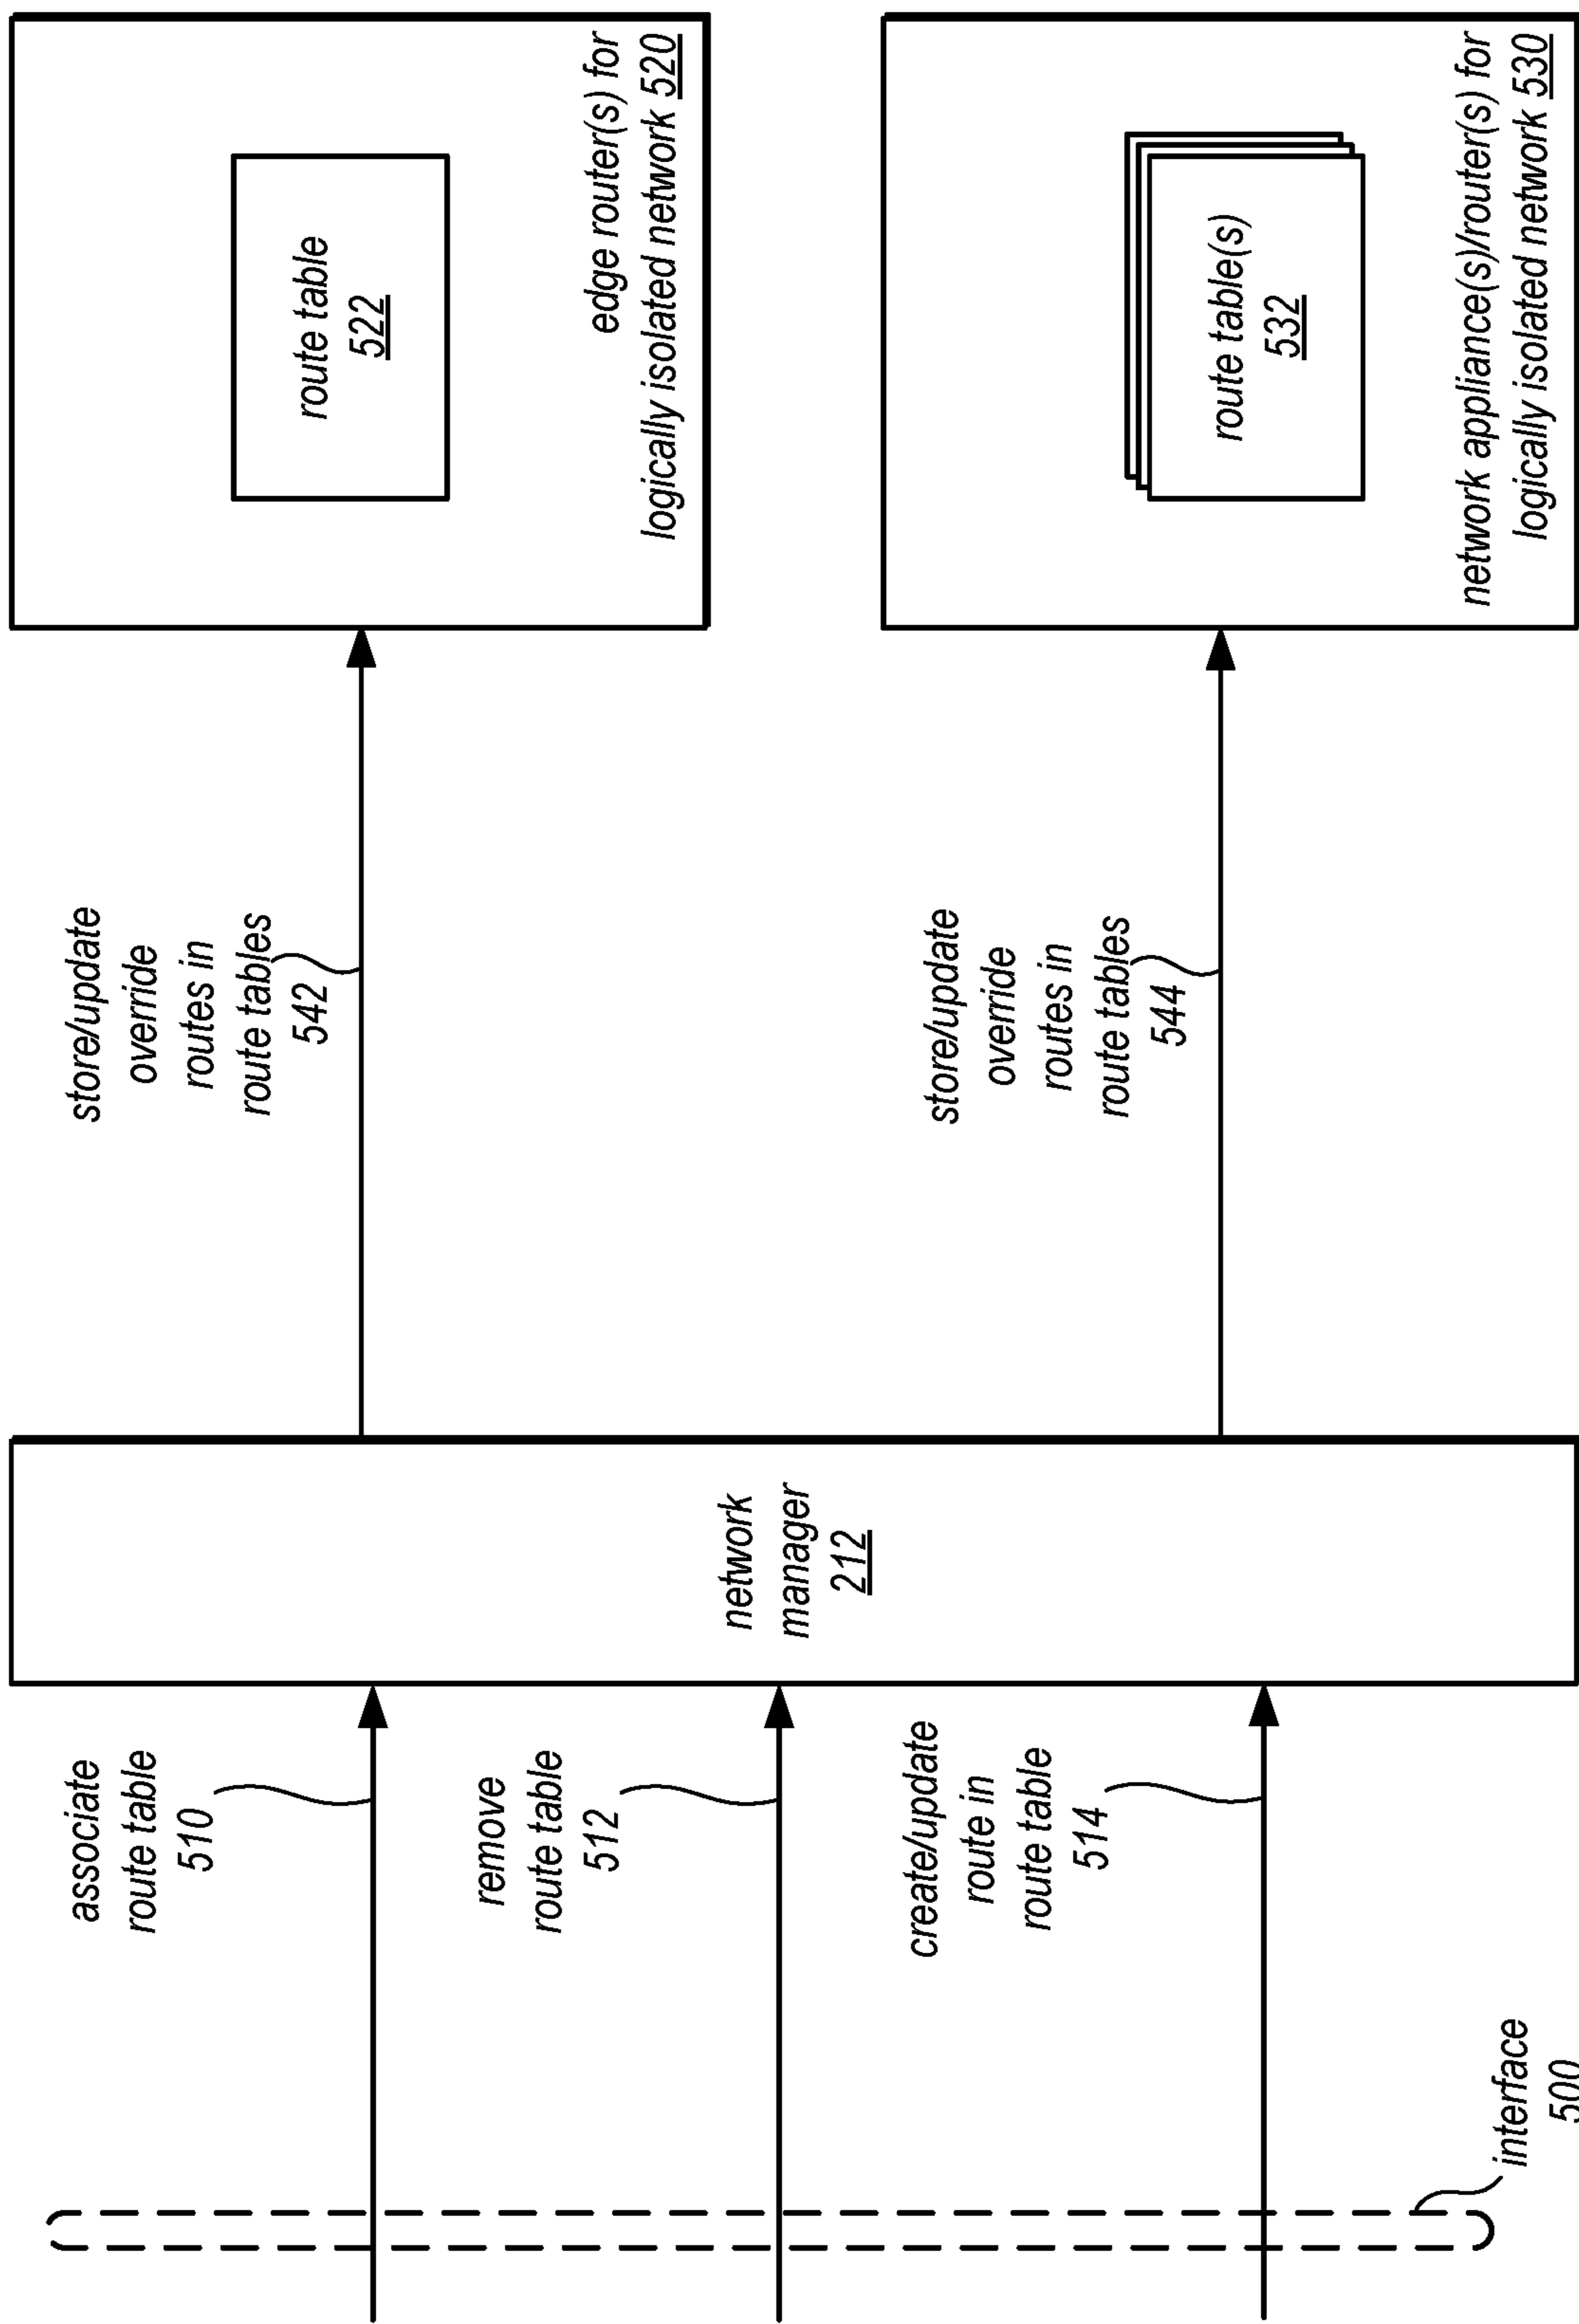 associate
route table
510
remove
route table
512
create/update
route in
route table
514
interface
500
network
manager
212
store/update
override
routes in
route tables
542
store/update
override
routes in
route tables
544
route table
522
edge router(s) for
logically isolated network 520
route table(s)
532
network appliance(s)/router(s) for
logically isolated network 530